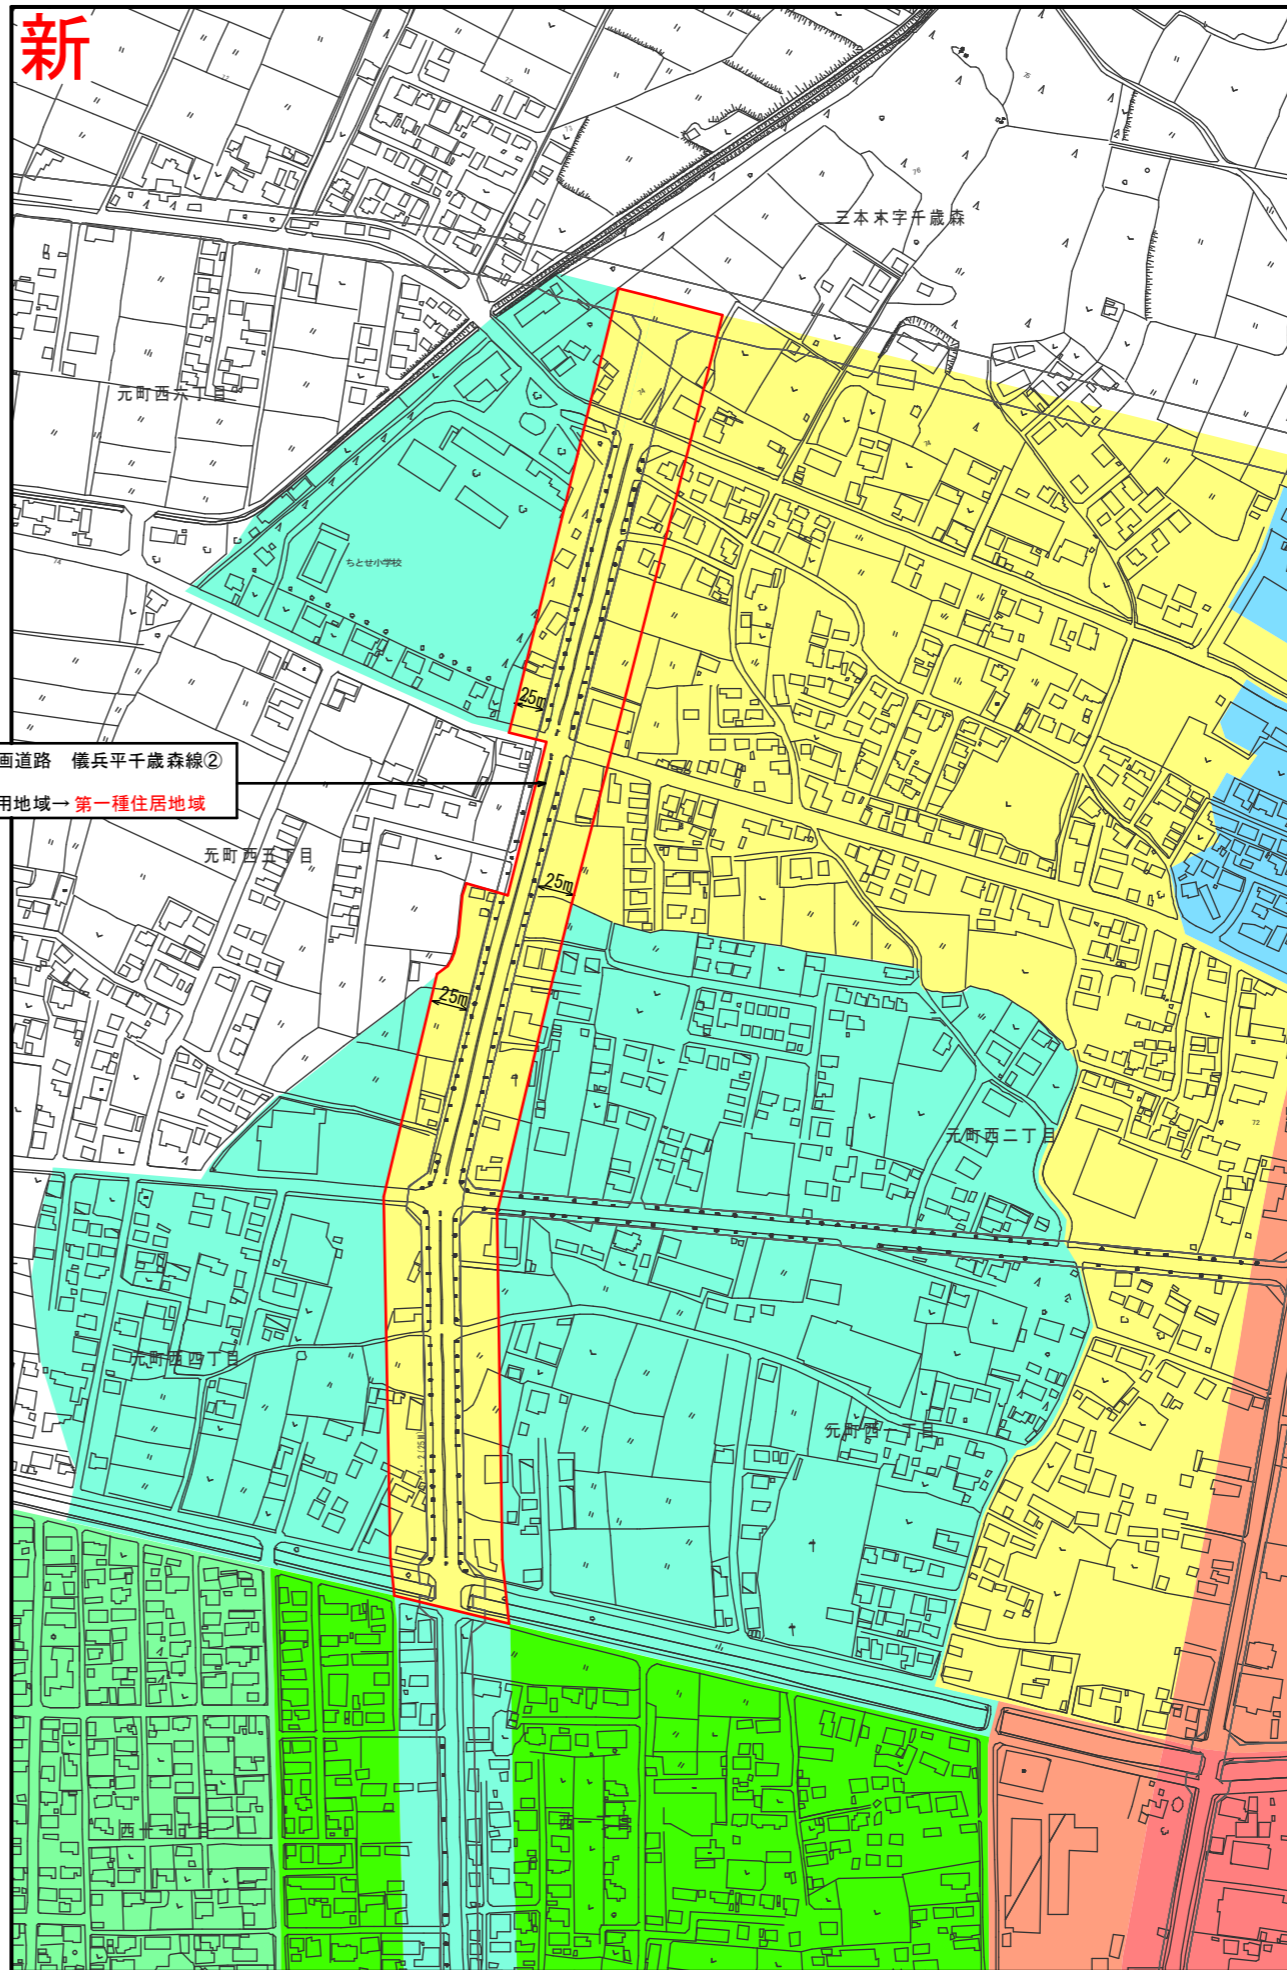 新
三本木字千歳森
元町西六丁目
ちとせ小学校
25m
画道路　儀兵平千歳森線②
用地域→ 第一種住居地域
元町西五丁目
25m
25m
元町西二丁目
元町西四丁目
元町西一丁目
西十一丁目